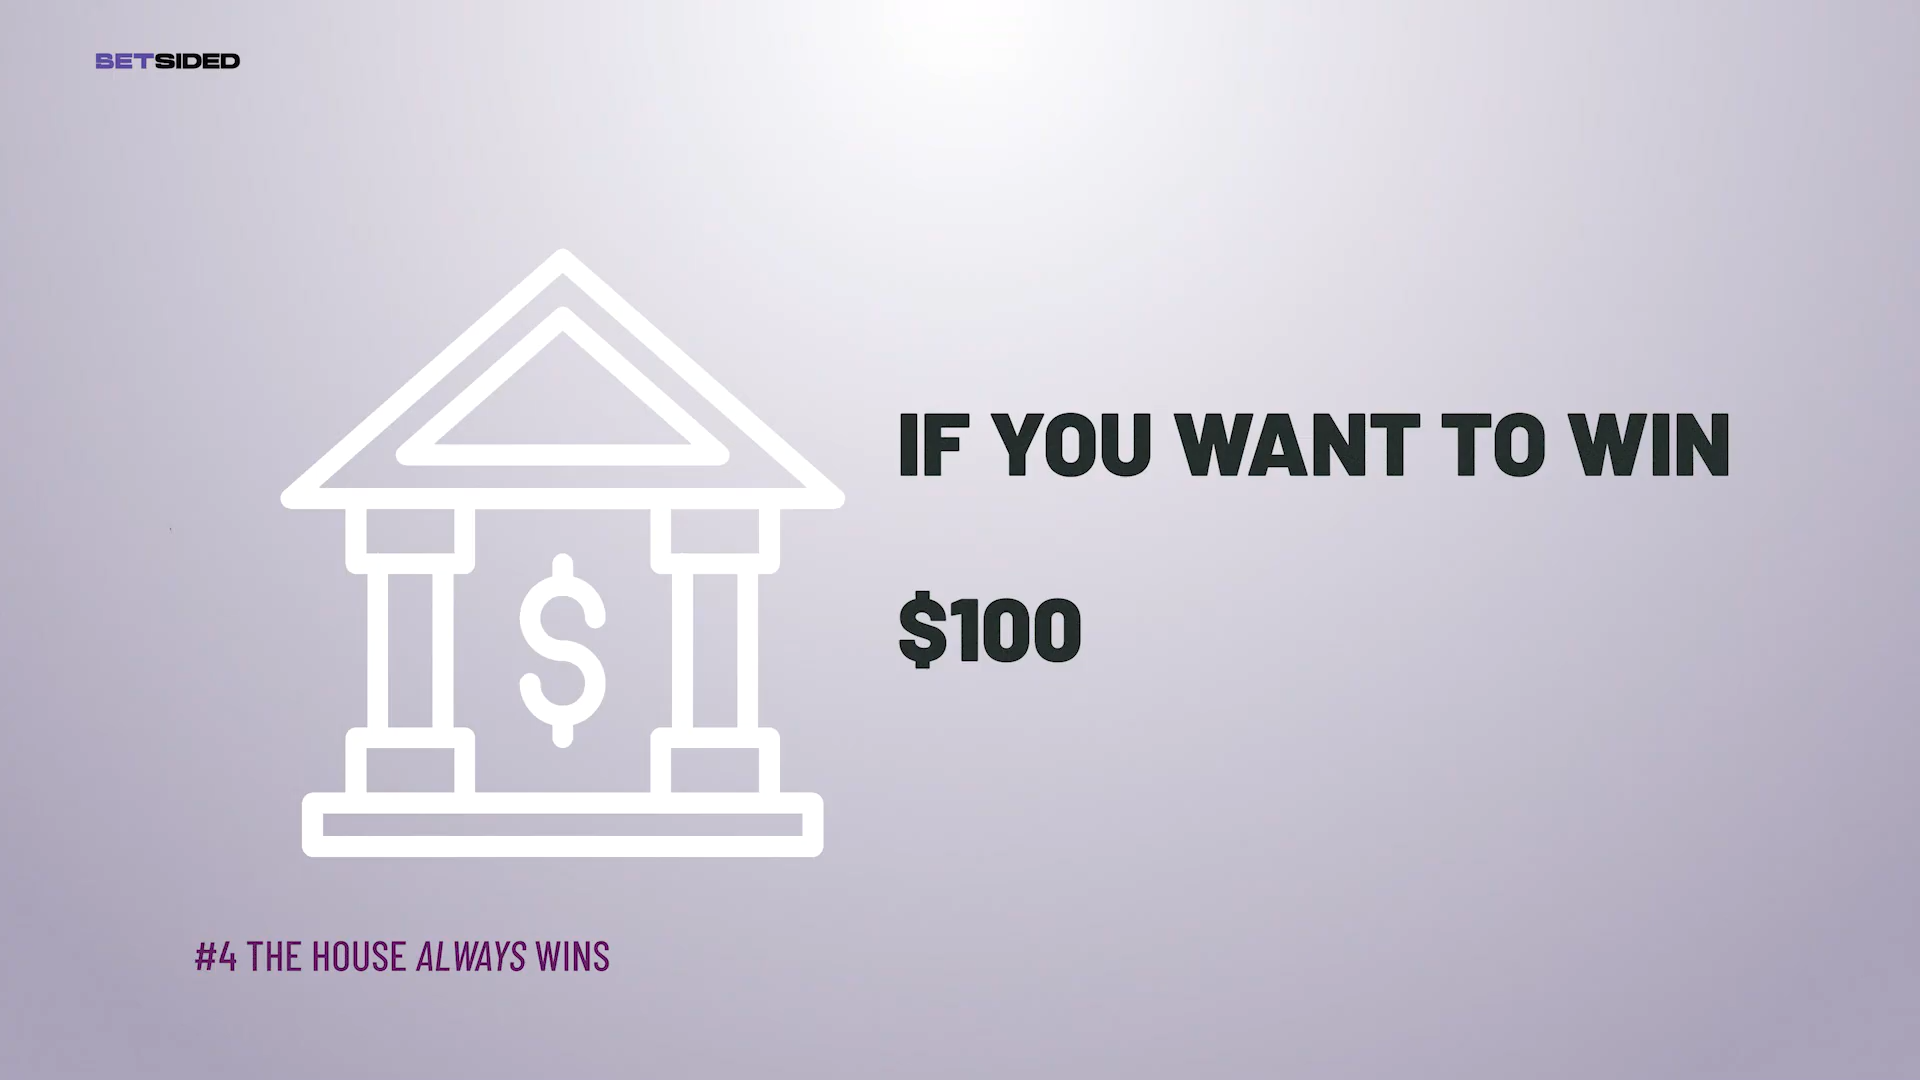 BETSIDED
IF YOU WANT TO WIN
$100
$
#4 THE HOUSE ALWAYS WINS